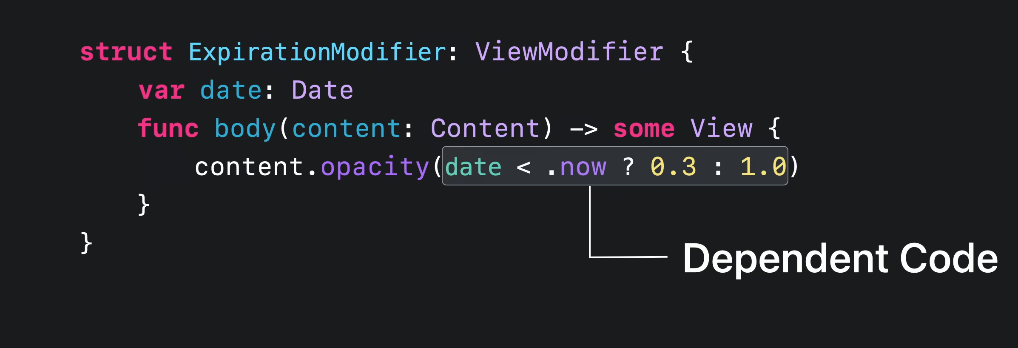 struct ExpirationModifier: ViewModifier {
var date: Date
func body(content: Content) -> some View {
content.opacity(date < .now ? 0.3 : 1.0)
}
}
Dependent Code